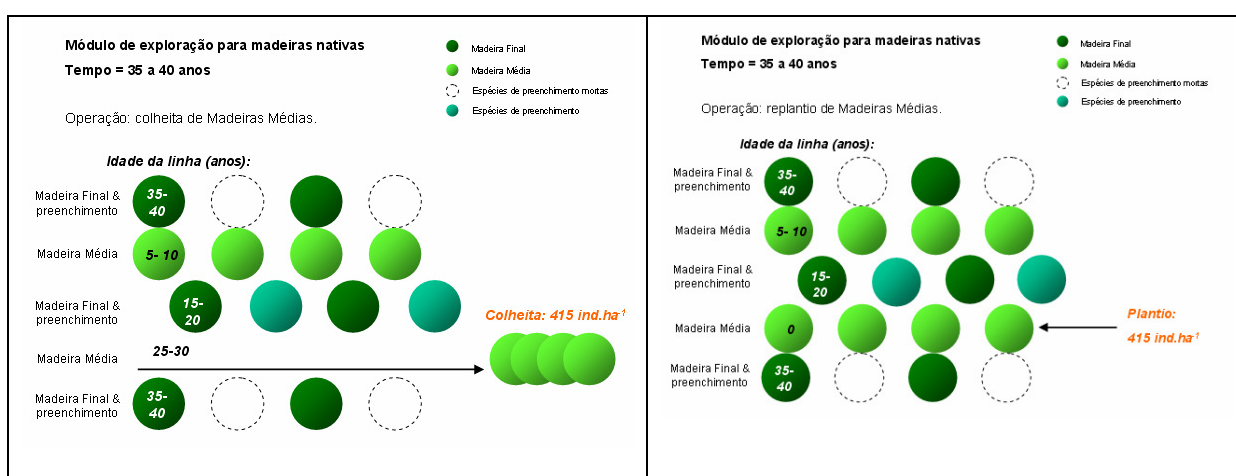 Módulo de exploração para madeiras nativas
Tempo = 35 a 40 anos
Operação: colheita de Madeiras Médias.
Madeira Final
Madeira Média
Espécies de preenchimento mortas
Espécies de preenchimento
Idade da linha (anos):
Madeira Final &
preenchimento
35-
40
Madeira Média
5- 10
Madeira Final &
preenchimento
15-
20
Colheita: 415 ind.ha-1
Madeira Média
25-30
Madeira Final &
preenchimento
35-
40
Módulo de exploração para madeiras nativas
Tempo = 35 a 40 anos
Operação: replantio de Madeiras Médias.
Madeira Final
Madeira Média
Espécies de preenchimento mortas
Espécies de preenchimento
Idade da linha (anos):
Madeira Final &
preenchimento
35-
40
Madeira Média
5- 10
Madeira Final &
preenchimento
15-
20
Madeira Média
0
Plantio:
415 ind.ha-1
Madeira Final &
preenchimento
35-
40